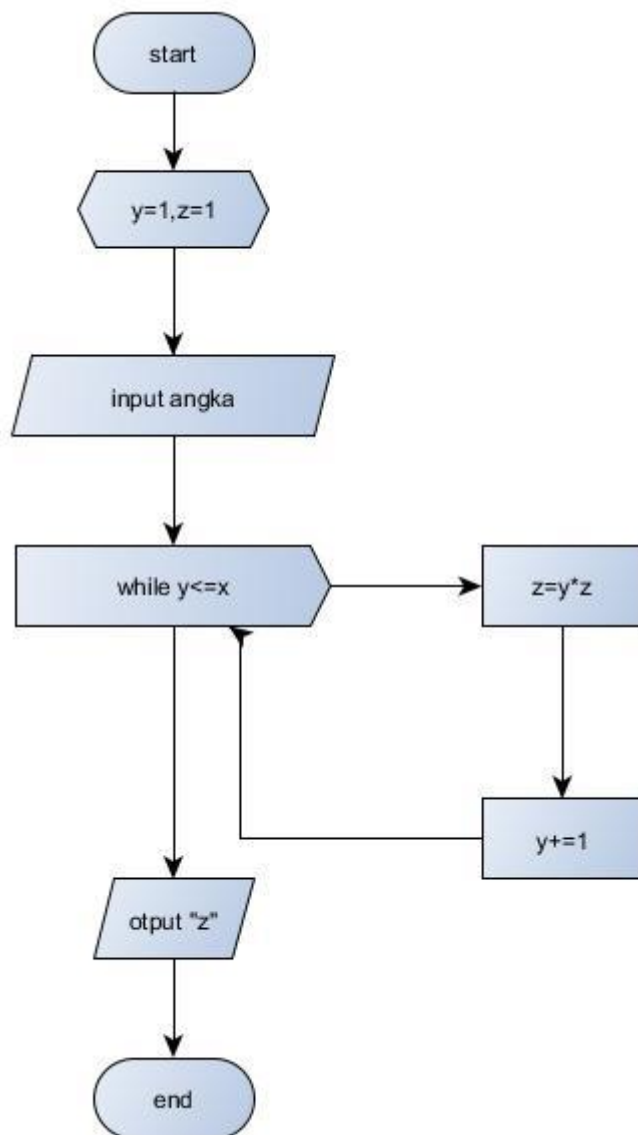 start
y=1,z=1
input angka
while y<=x
z=y*z
y+=1
otput "z"
end